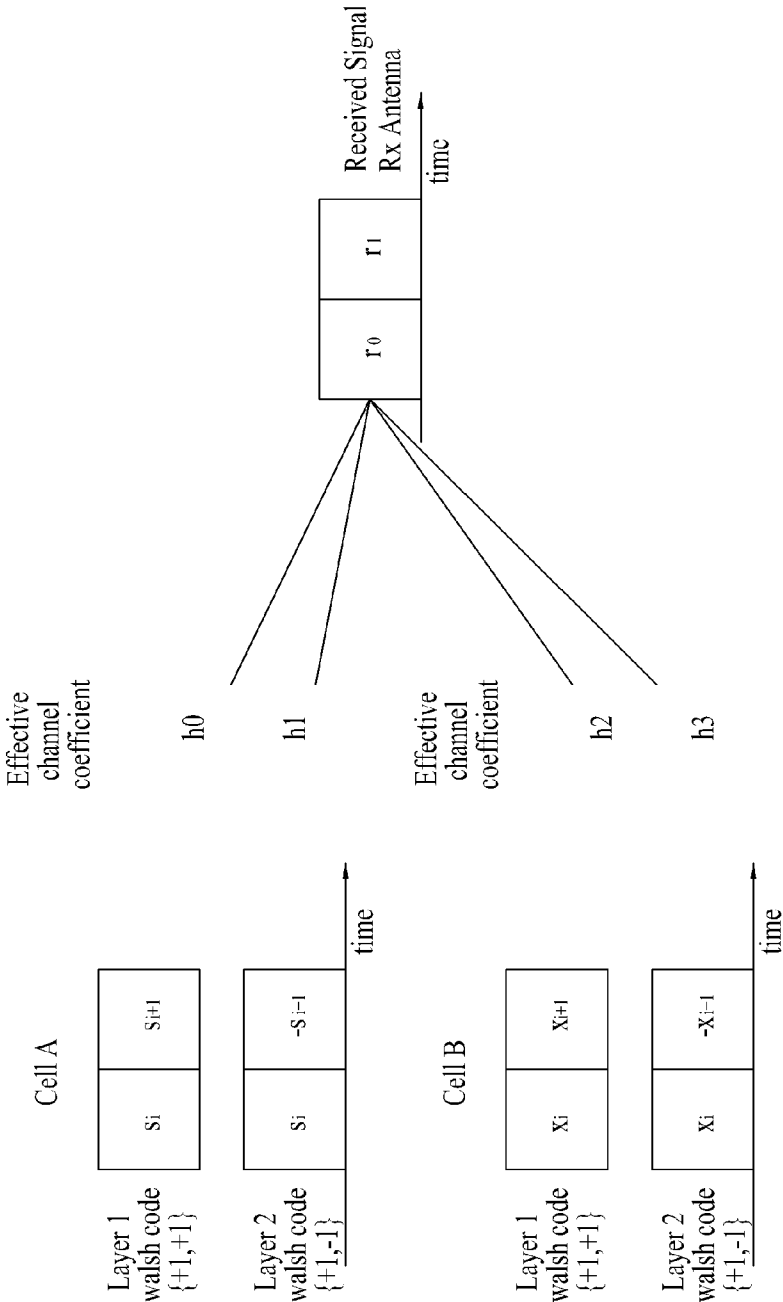 Cell A
Layer 1
walsh code
{+1,+1}
si
si+1
Layer 2
walsh code
{+1,-1}
si
-si-1
time
Effective
channel
coefficient
h0
h1
Cell B
Layer 1
walsh code
{+1,+1}
xi
xi+1
Layer 2
walsh code
{+1,-1}
xi
-xi-1
time
Effective
channel
coefficient
h2
h3
r0
r1
Received Signal
Rx Antenna
time